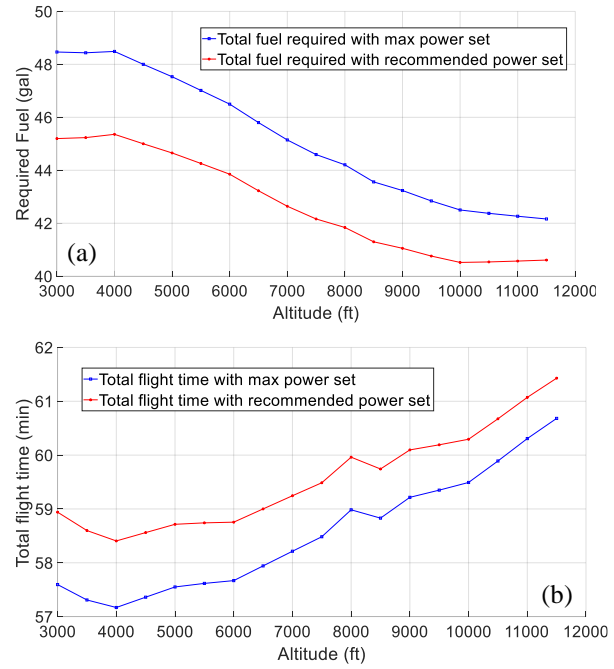 50
48
46
44
42
40
Required Fuel (gal)
Total fuel required with max power set
Total fuel required with recommended power set
(a)
3000 4000 5000 6000 7000 8000 9000 10000 11000 12000
Altitude (ft)
62
61
60
59
58
57
Total flight time (min)
Total flight time with max power set
Total flight time with recommended power set
(b)
3000 4000 5000 6000 7000 8000 9000 10000 11000 12000
Altitude (ft)